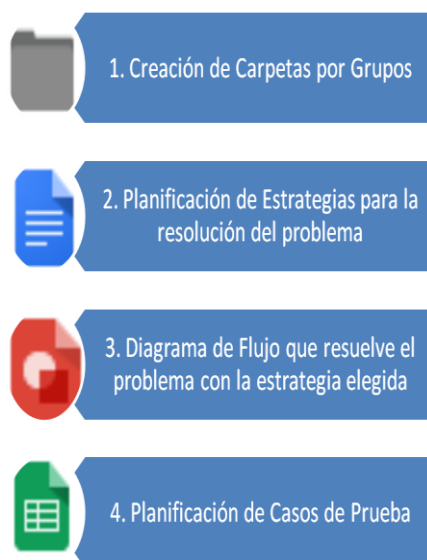 1. Creación de Carpetas por Grupos
2. Planificación de Estrategias para la
resolución del problema
3. Diagrama de Flujo que resuelve el
problema con la estrategia elegida
4. Planificación de Casos de Prueba